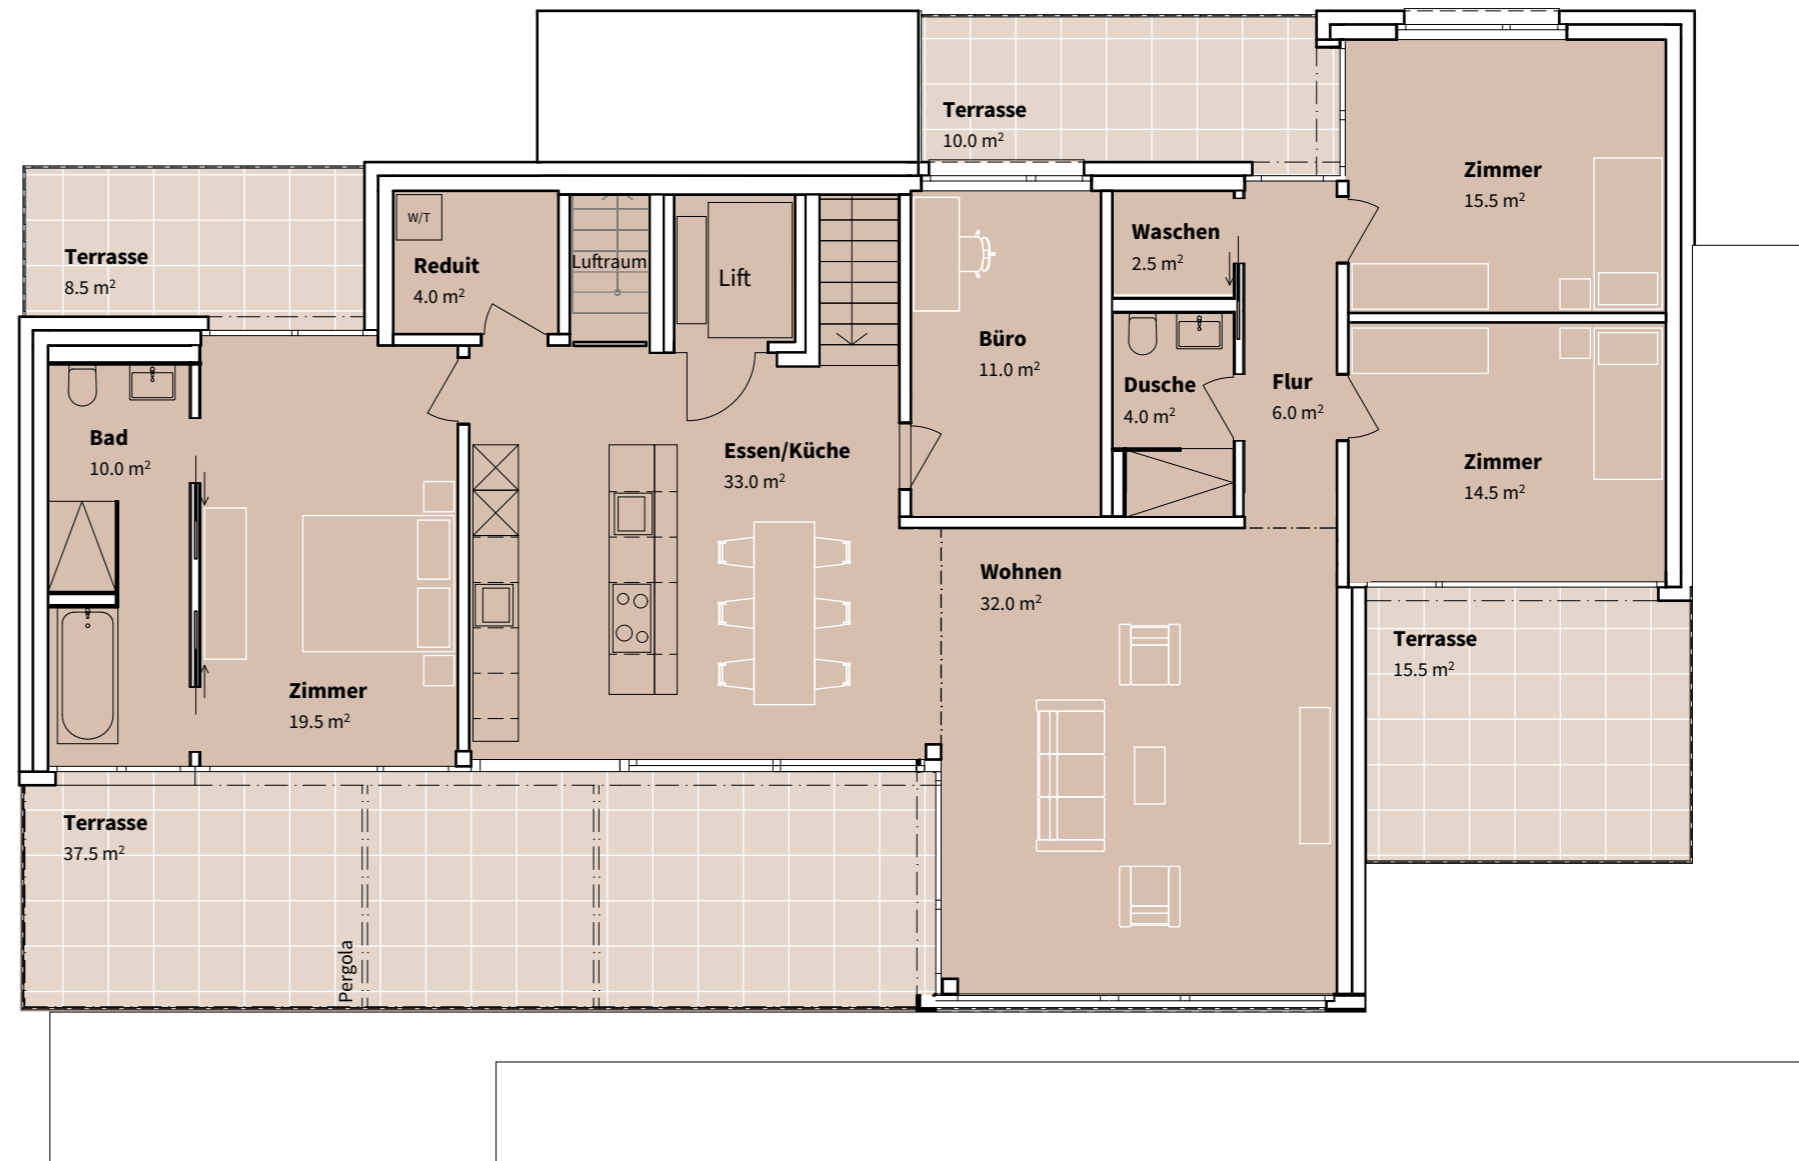 Terrasse
10.0 m²
Zimmer
15.5 m²
Terrasse
8.5 m²
W/T
Reduit
4.0 m²
Luftraum
Lift
Waschen
2.5 m²
Büro
11.0 m²
Dusche
4.0 m²
Flur
6.0 m²
Bad
10.0 m²
Essen/Küche
33.0 m²
Zimmer
14.5 m²
Wohnen
32.0 m²
Terrasse
15.5 m²
Zimmer
19.5 m²
Terrasse
37.5 m²
Pergola